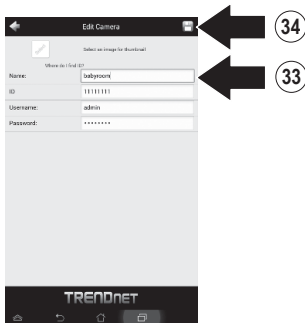 Edit Camera
34
Select an image for thumbnail
Where do I find ID?
Name: babyroom
33
ID 11111111
Username: admin
Password: ••••••••
TRENDNET